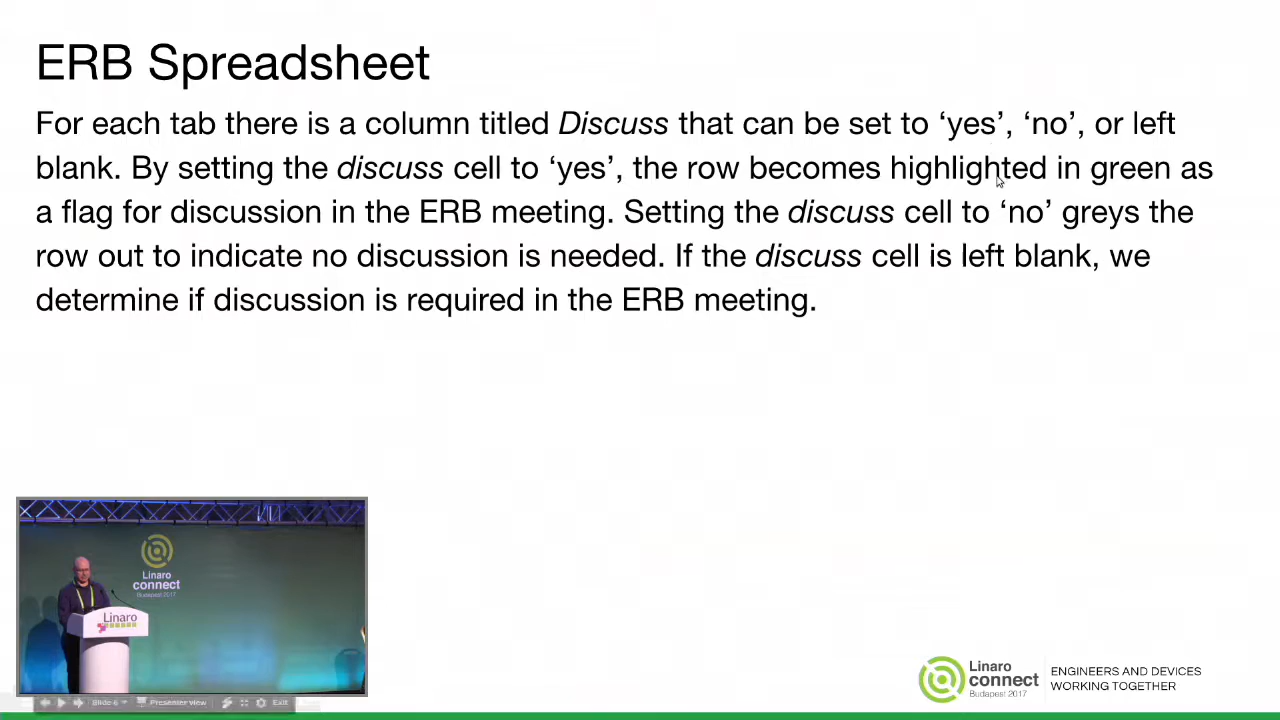 ERB Spreadsheet
For each tab there is a column titled Discuss that can be set to ‘yes’, ‘no’, or left
blank. By setting the discuss cell to ‘yes’, the row becomes highlighted in green as
a flag for discussion in the ERB meeting. Setting the discuss cell to ‘no’ greys the
row out to indicate no discussion is needed. If the discuss cell is left blank, we
determine if discussion is required in the ERB meeting.
Linaro
connect
Budapest 2017
Linaro
Slide 6
Presenter view
Exit
Linaro
connect
Budapest 2017
ENGINEERS AND DEVICES
WORKING TOGETHER